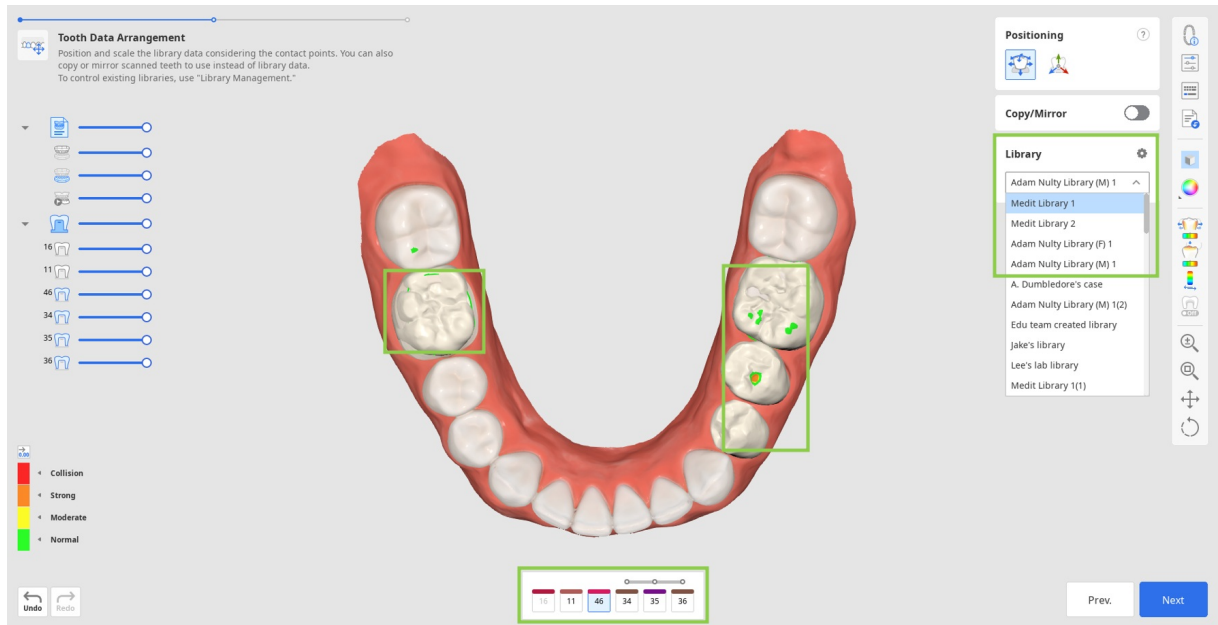 Tooth Data Arrangement
Position and scale the library data considering the contact points. You can also
copy or mirror scanned teeth to use instead of library data.
To control existing libraries, use "Library Management."
16
11
46
34
35
36
0.00
Collision
Strong
Moderate
Normal
Undo
Redo
16 11 46 34 35 36
Positioning ?
Copy/Mirror
Library
Adam Nulty Library (M) 1
Medit Library 1
Medit Library 2
Adam Nulty Library (F) 1
Adam Nulty Library (M) 1
A. Dumbledore's case
Adam Nulty Library (M) 1(2)
Edu team created library
Jake's library
Lee's lab library
Medit Library 1(1)
Prev.
Next